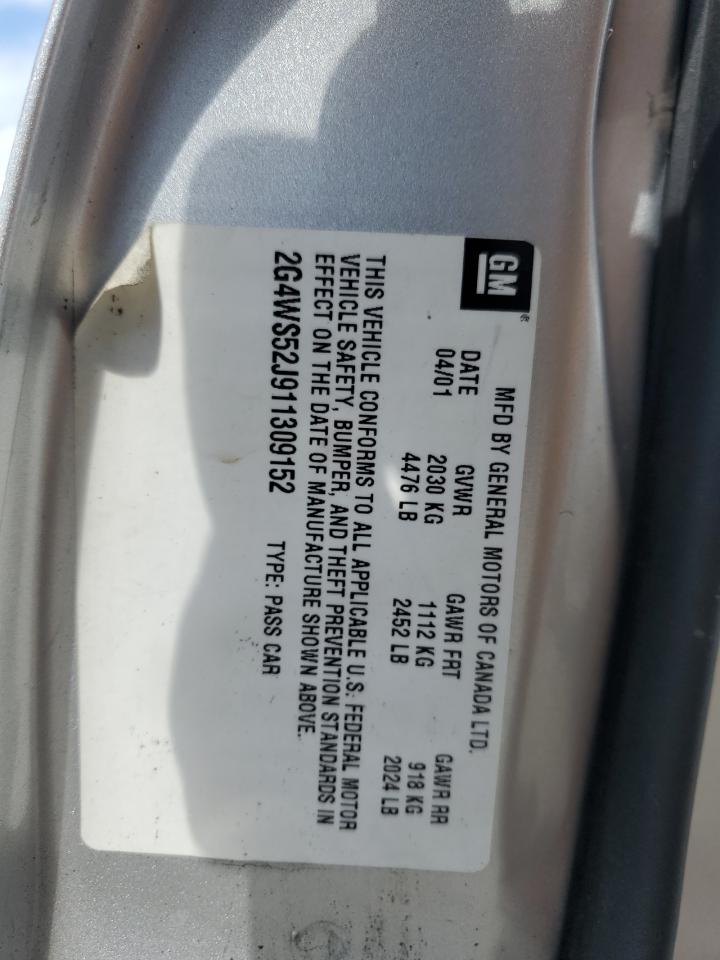 GM®
MFD BY GENERAL MOTORS OF CANADA LTD.
DATE GVWR GAWR FRT GAWR RR
04/01 2030 KG 1112 KG 918 KG
4476 LB 2452 LB 2024 LB
THIS VEHICLE CONFORMS TO ALL APPLICABLE U.S. FEDERAL MOTOR
VEHICLE SAFETY, BUMPER, AND THEFT PREVENTION STANDARDS IN
EFFECT ON THE DATE OF MANUFACTURE SHOWN ABOVE.
2G4WS52J911309152 TYPE: PASS CAR